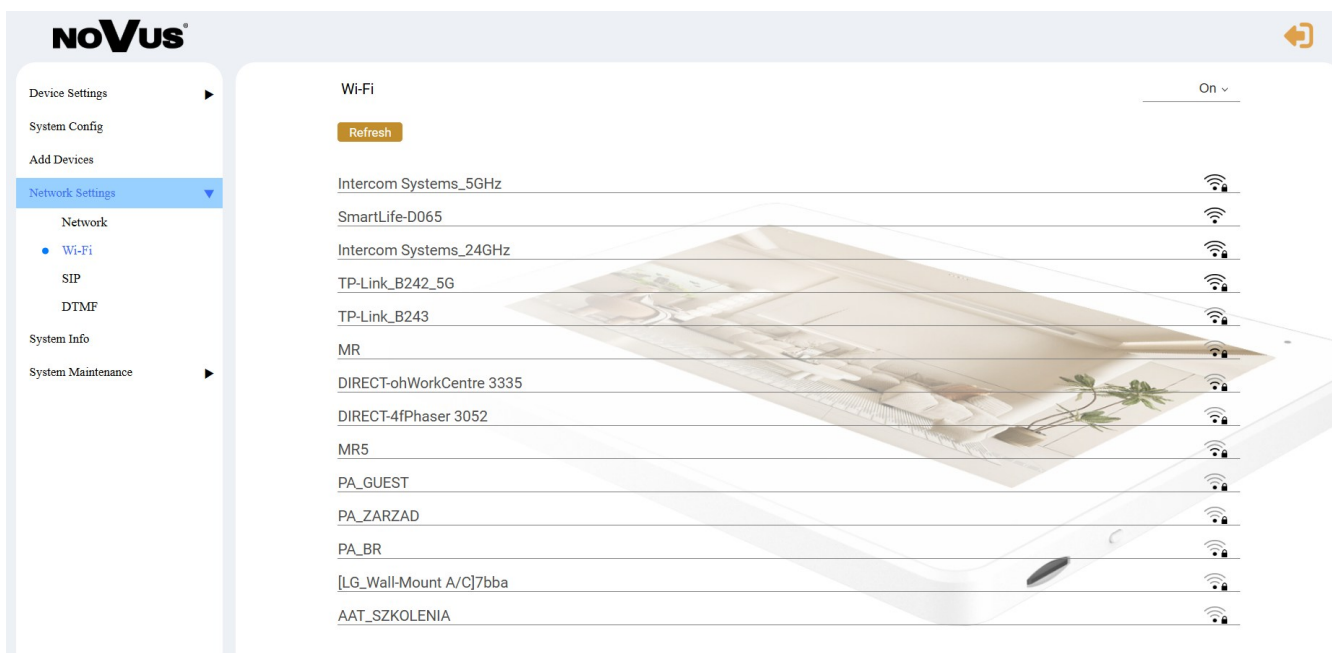 NOVUS®
Device Settings
System Config
Add Devices
Network Settings
Network
Wi-Fi
SIP
DTMF
System Info
System Maintenance
Wi-Fi On
Refresh
Intercom Systems_5GHz
SmartLife-D065
Intercom Systems_24GHz
TP-Link_B242_5G
TP-Link_B243
MR
DIRECT-ohWorkCentre 3335
DIRECT-4fPhaser 3052
MR5
PA_GUEST
PA_ZARZAD
PA_BR
[LG_Wall-Mount A/C]7bba
AAT_SZKOLENIA